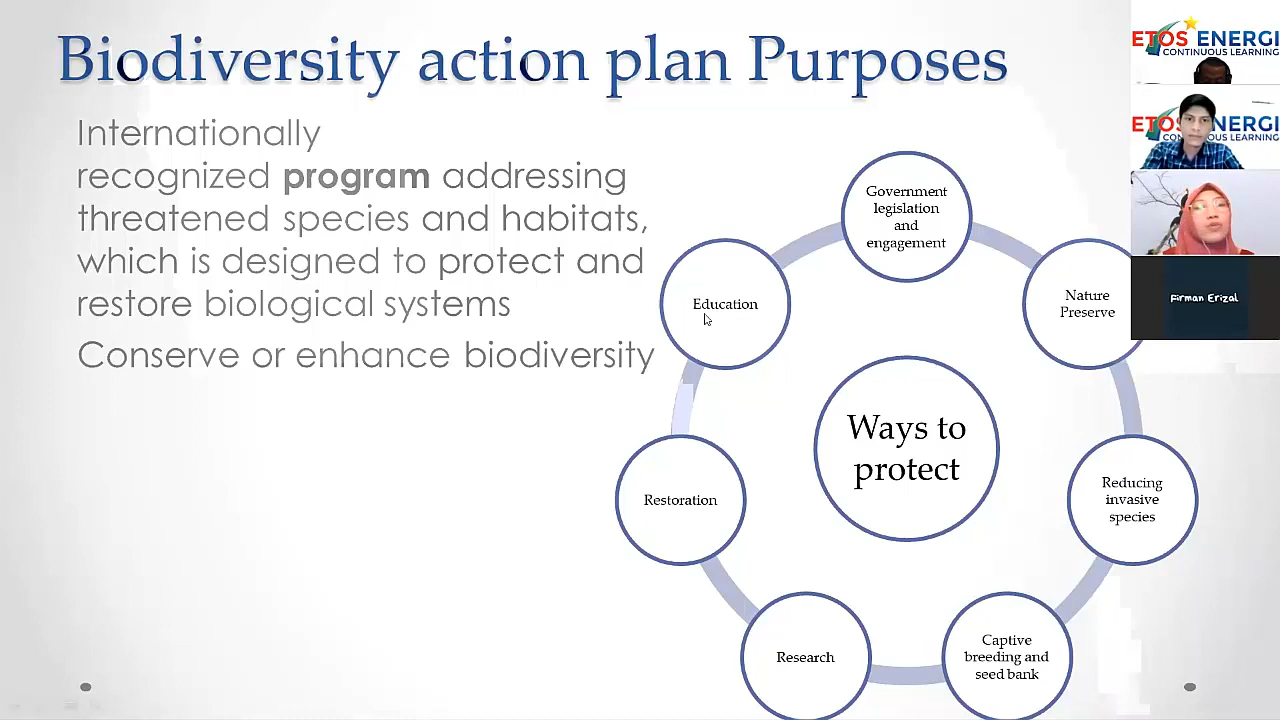 Biodiversity action plan Purposes
Internationally
recognized program addressing
threatened species and habitats,
which is designed to protect and
restore biological systems
Conserve or enhance biodiversity
Government
legislation
and
engagement
Nature
Preserve
Reducing
invasive
species
Captive
breeding and
seed bank
Research
Restoration
Education
Ways to
protect
ETOS ENERGI
CONTINUOUS LEARNING
ETOS ENERGI
CONTINUOUS LEARNING
Firman Erizal